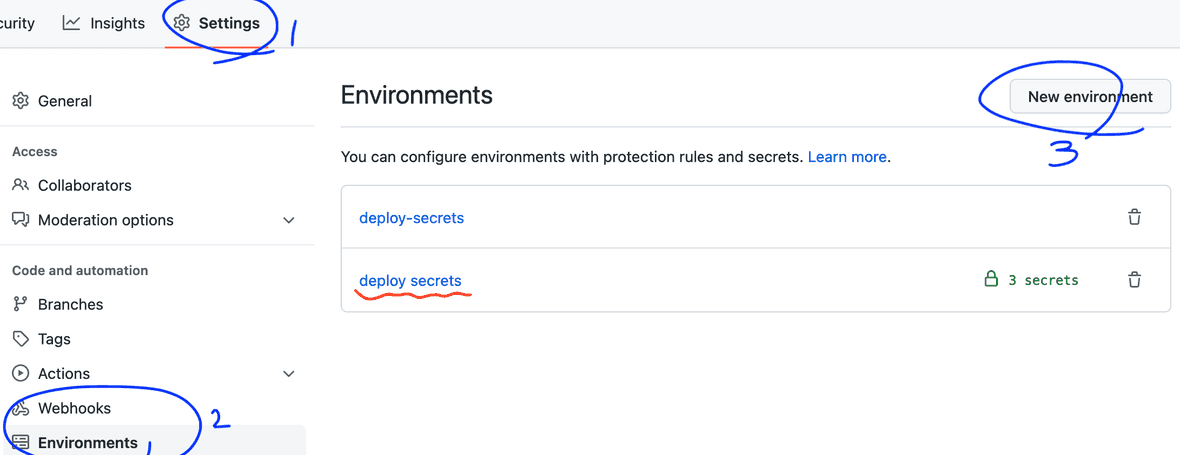 curity Insights Settings 1
Environments
New environment
3
You can configure environments with protection rules and secrets. Learn more.
deploy-secrets
deploy secrets 3 secrets
General
Access
Collaborators
Moderation options
Code and automation
Branches
Tags
Actions
Webhooks
2
Environments